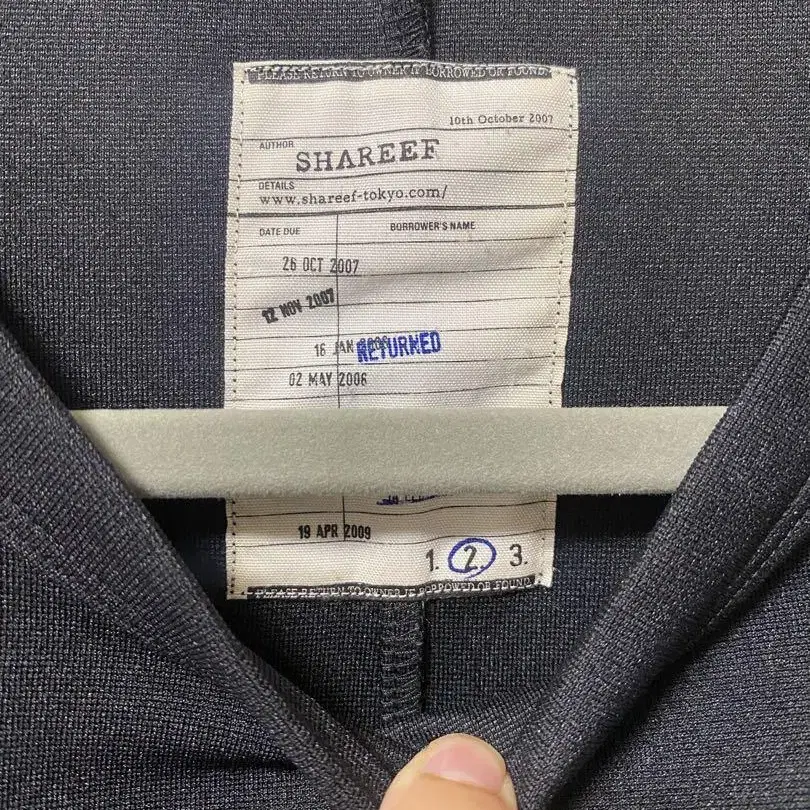 PLEASE RETURN TO OWNER IF BORROWED OR FOUND
10th October 2007
AUTHOR SHAREEF
DETAILS
www.shareef-tokyo.com/
DATE DUE BORROWER'S NAME
26 OCT 2007
12 NOV 2007
16 JAN RETURNED
02 MAY 2008
19 APR 2009
1. 2. 3.
PLEASE RETURN TO OWNER IF BORROWED OR FOUND